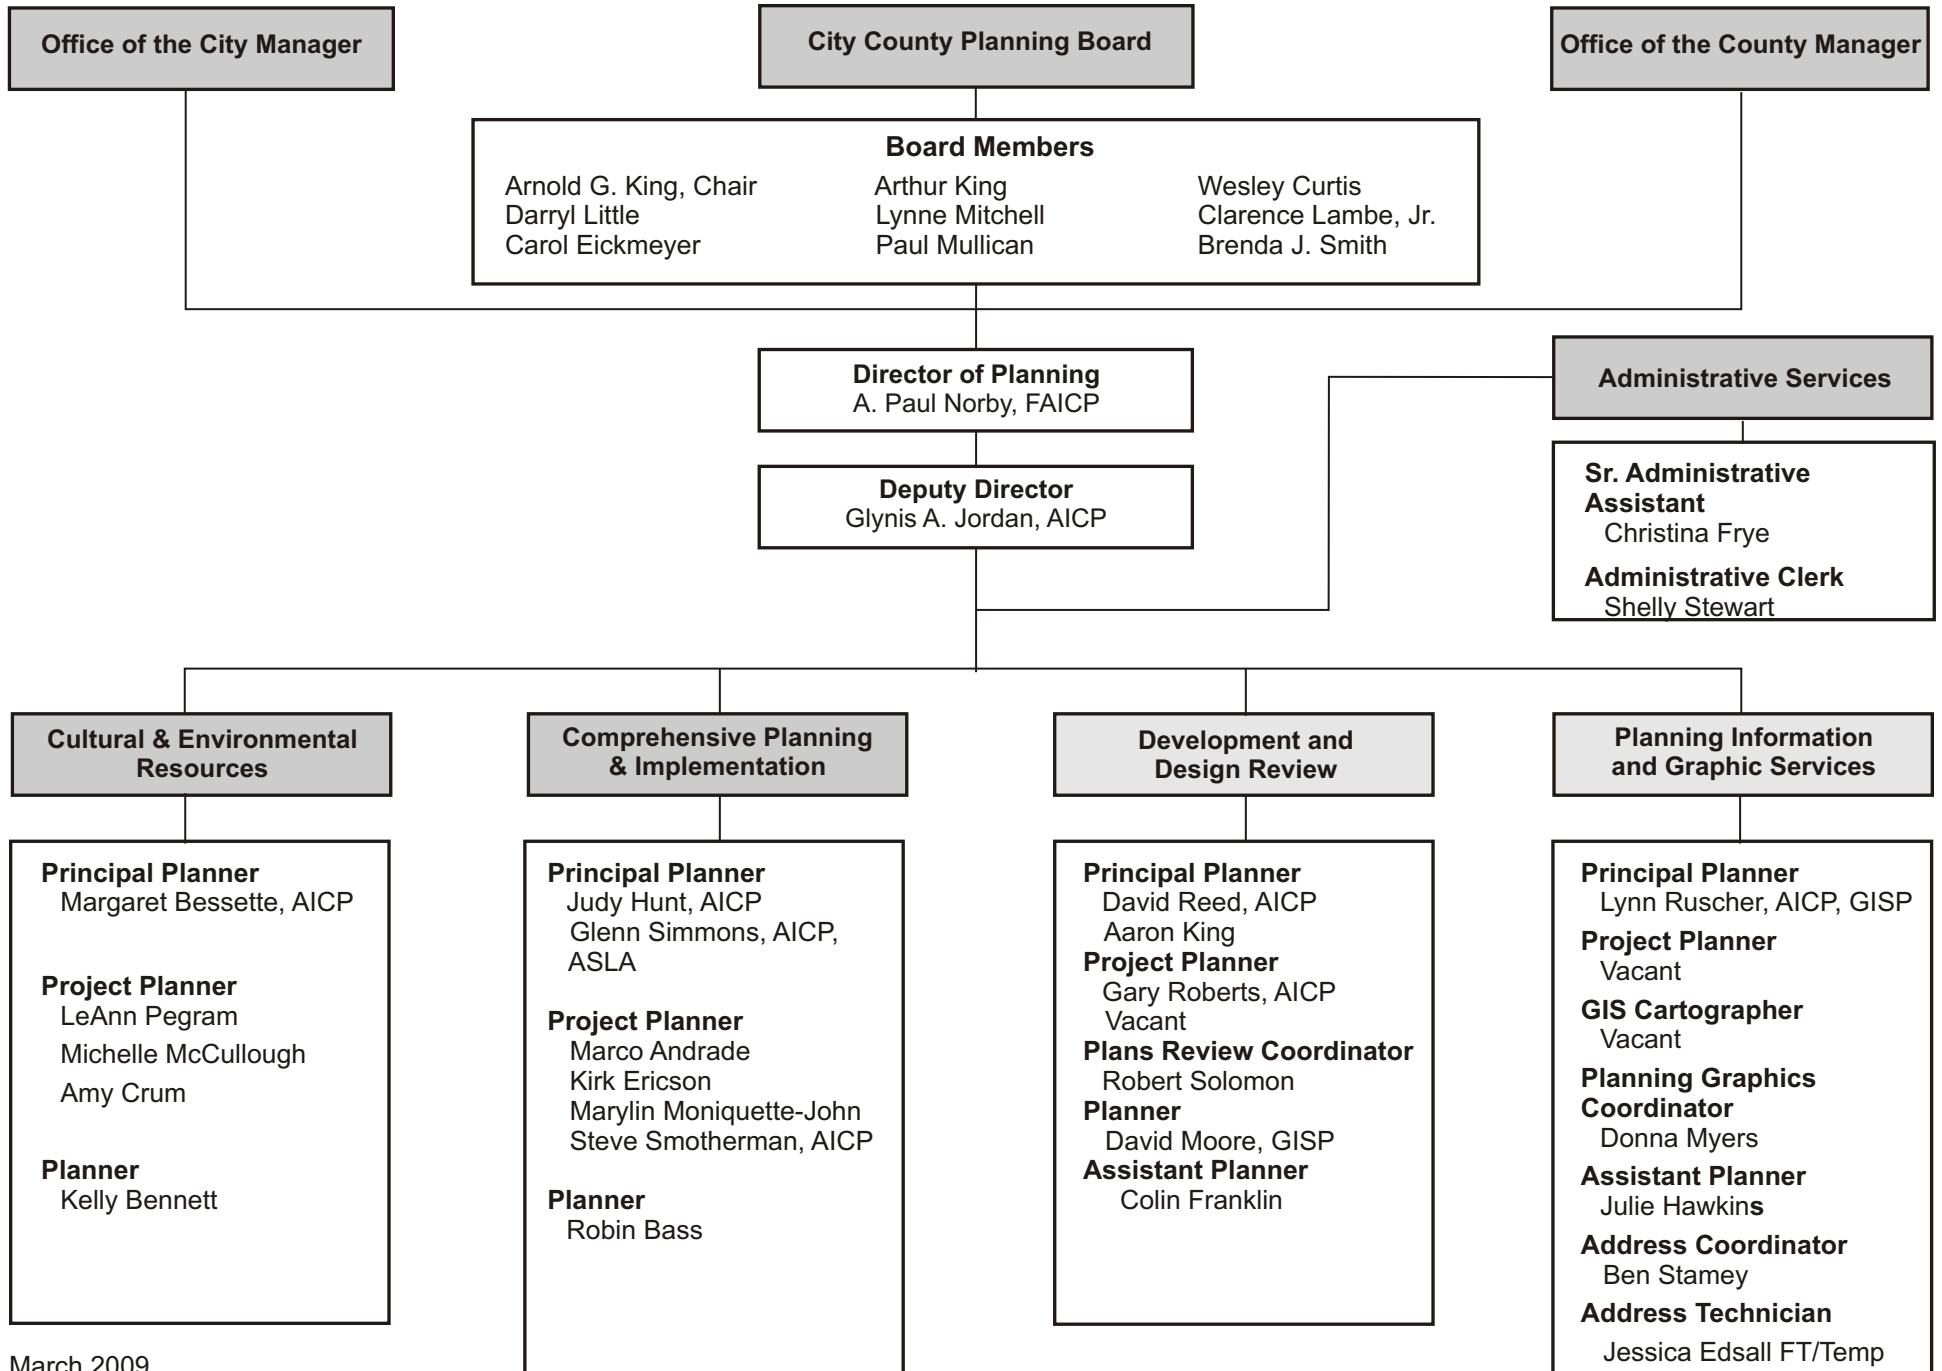 Office of the City Manager
City County Planning Board
Office of the County Manager
Board Members
Arnold G. King, Chair
Darryl Little
Carol Eickmeyer
Arthur King
Lynne Mitchell
Paul Mullican
Wesley Curtis
Clarence Lambe, Jr.
Brenda J. Smith
Director of Planning
A. Paul Norby, FAICP
Deputy Director
Glynis A. Jordan, AICP
Administrative Services
Sr. Administrative
Assistant
Christina Frye
Administrative Clerk
Shelly Stewart
Cultural & Environmental
Resources
Principal Planner
Margaret Bessette, AICP
Project Planner
LeAnn Pegram
Michelle McCullough
Amy Crum
Planner
Kelly Bennett
Comprehensive Planning
& Implementation
Principal Planner
Judy Hunt, AICP
Glenn Simmons, AICP,
ASLA
Project Planner
Marco Andrade
Kirk Ericson
Marylin Moniquette-John
Steve Smotherman, AICP
Planner
Robin Bass
Development and
Design Review
Principal Planner
David Reed, AICP
Aaron King
Project Planner
Gary Roberts, AICP
Vacant
Plans Review Coordinator
Robert Solomon
Planner
David Moore, GISP
Assistant Planner
Colin Franklin
Planning Information
and Graphic Services
Principal Planner
Lynn Ruscher, AICP, GISP
Project Planner
Vacant
GIS Cartographer
Vacant
Planning Graphics
Coordinator
Donna Myers
Assistant Planner
Julie Hawkins
Address Coordinator
Ben Stamey
Address Technician
Jessica Edsall FT/Temp
March 2009